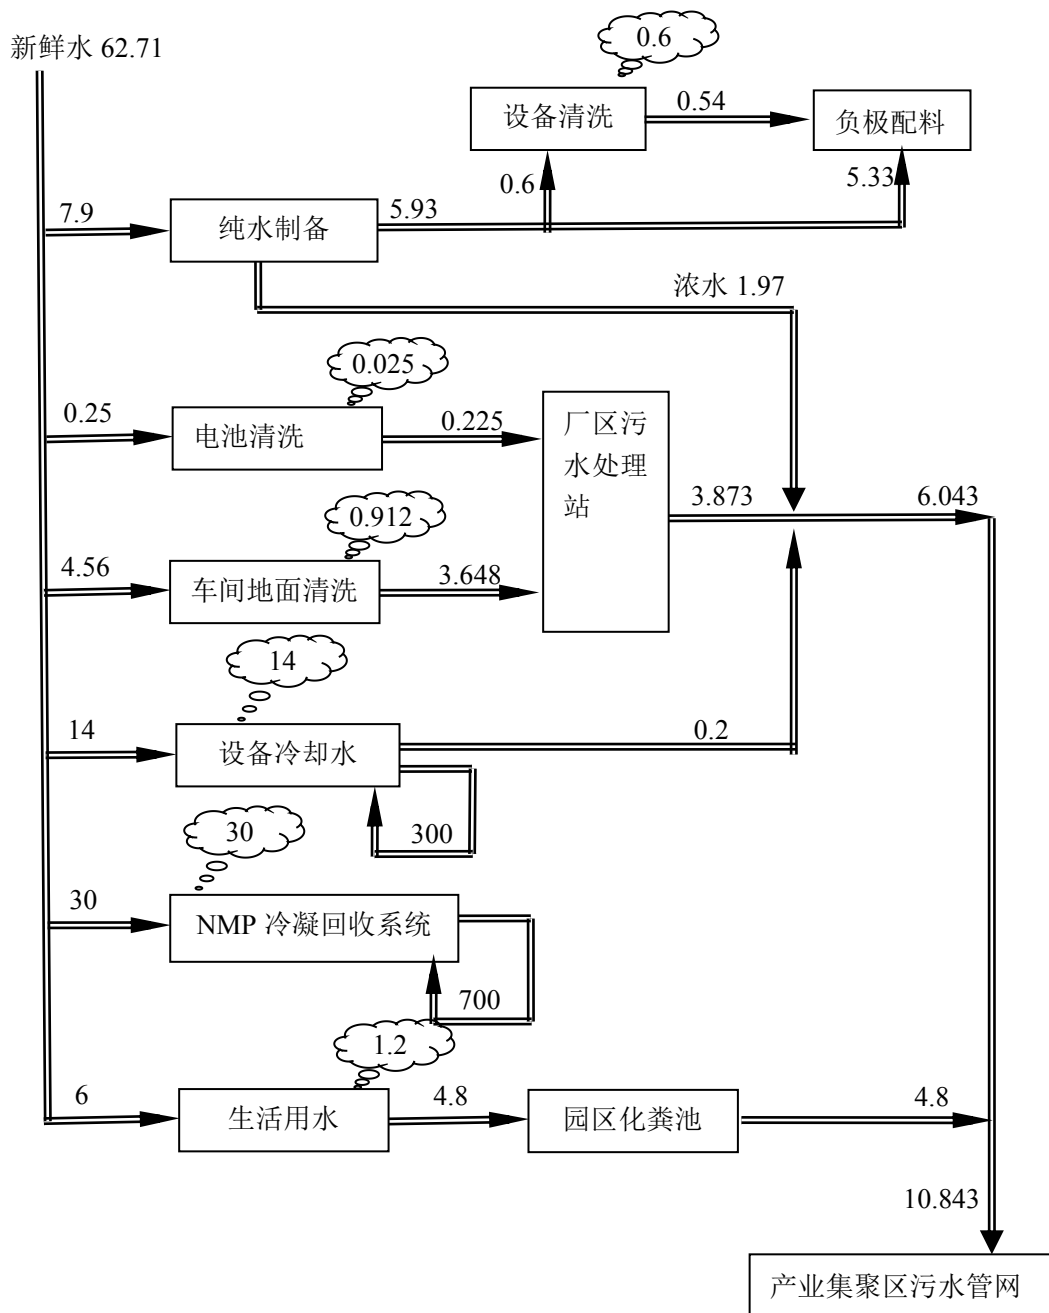 新鲜水 62.71
0.6
设备清洗
0.54
负极配料
0.6
5.33
7.9
纯水制备
5.93
浓水 1.97
0.025
0.25
电池清洗
0.225
厂区污
水处理
站
3.873
6.043
0.912
4.56
车间地面清洗
3.648
14
14
设备冷却水
0.2
300
30
30
NMP 冷凝回收系统
700
1.2
6
生活用水
4.8
园区化粪池
4.8
10.843
产业集聚区污水管网